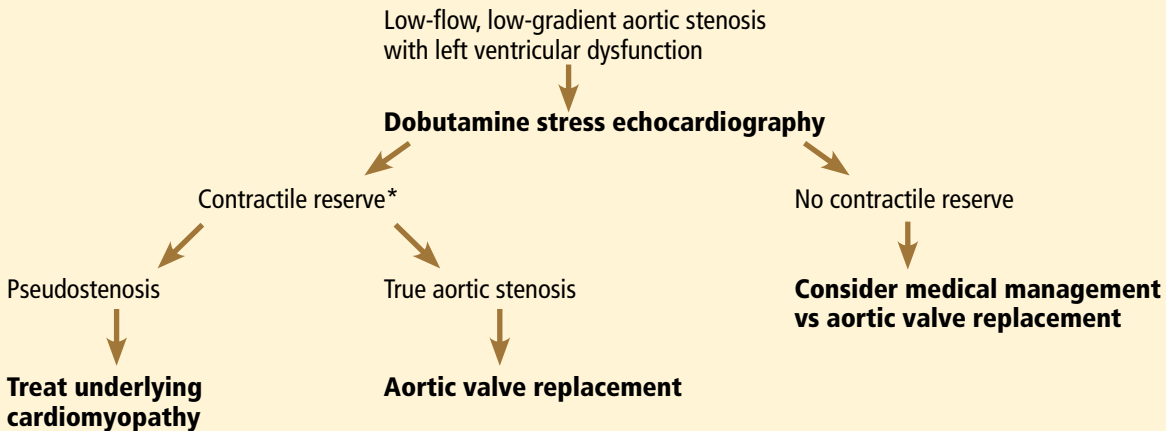 Low-flow, low-gradient aortic stenosis
with left ventricular dysfunction
Dobutamine stress echocardiography
Contractile reserve*
No contractile reserve
Pseudostenosis
True aortic stenosis
Consider medical management
vs aortic valve replacement
Treat underlying
cardiomyopathy
Aortic valve replacement